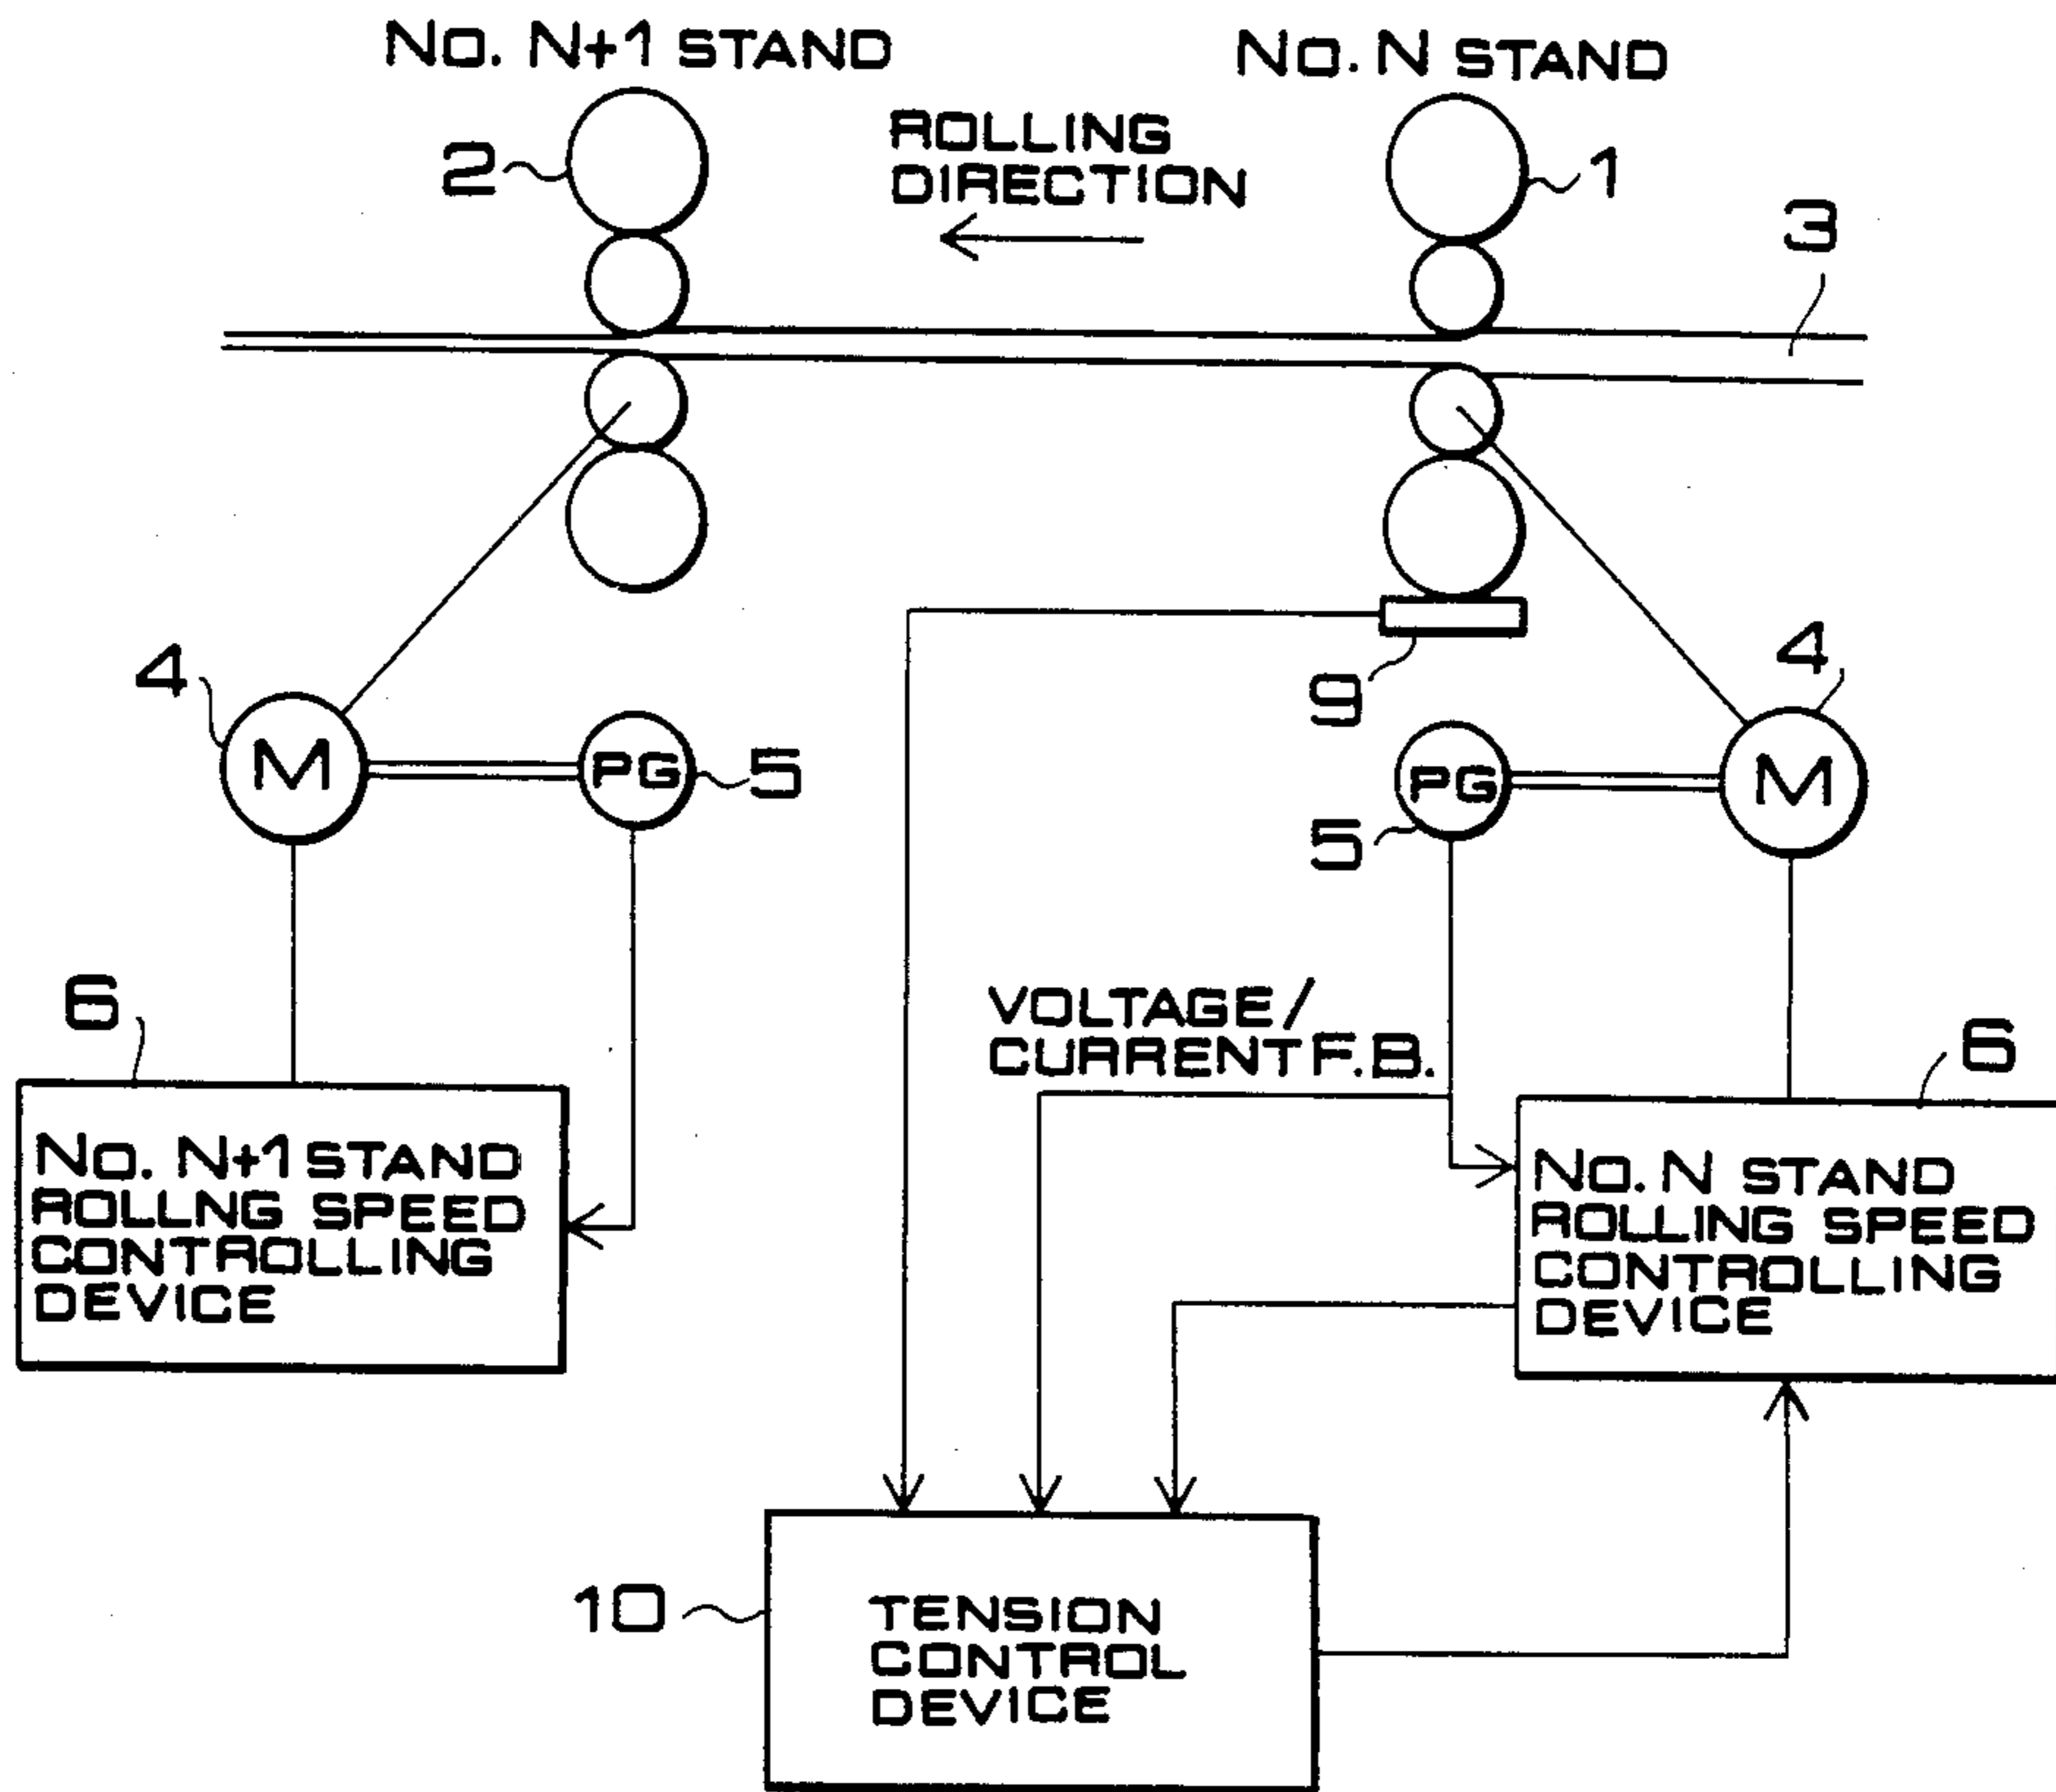 No. N+1 STAND
No. N STAND
ROLLING
DIRECTION
2
1
3
4
M
PG
5
9
4
PG
M
5
6
VOLTAGE/
CURRENT F.B.
6
No. N+1 STAND
ROLLNG SPEED
CONTROLLING
DEVICE
No. N STAND
ROLLING SPEED
CONTROLLING
DEVICE
10
TENSION
CONTROL
DEVICE